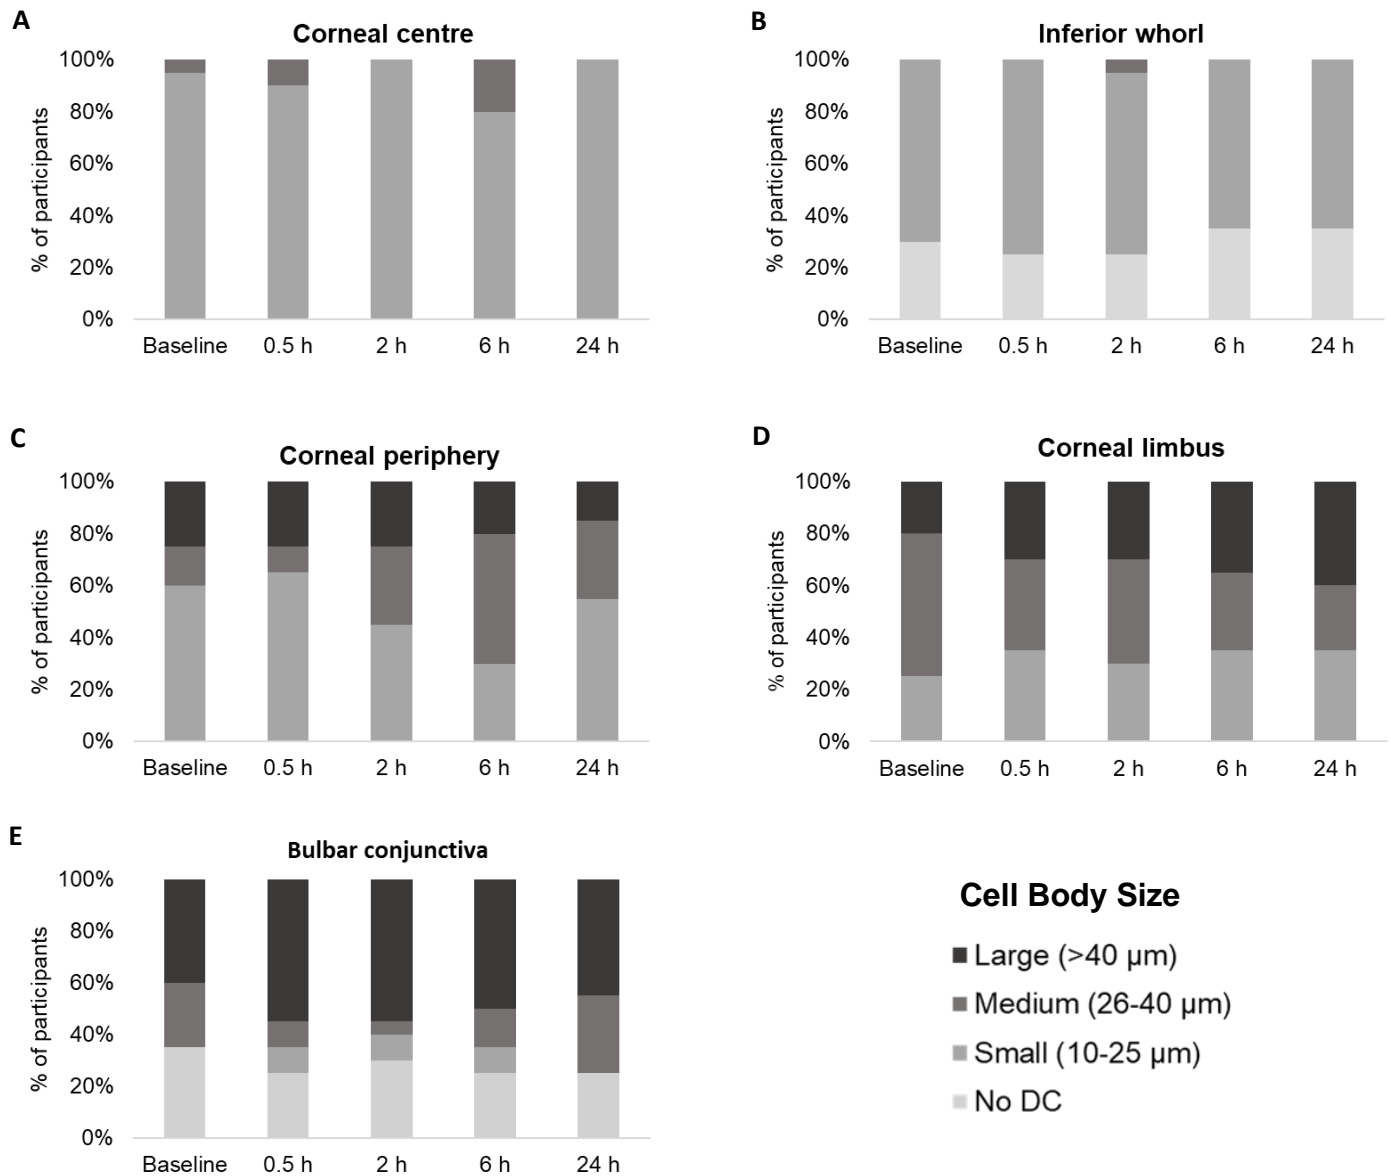 A
Corneal centre
100%
80%
60%
40%
20%
0%
% of participants
Baseline 0.5 h 2 h 6 h 24 h
B
Inferior whorl
100%
80%
60%
40%
20%
0%
% of participants
Baseline 0.5 h 2 h 6 h 24 h
C
Corneal periphery
100%
80%
60%
40%
20%
0%
% of participants
Baseline 0.5 h 2 h 6 h 24 h
D
Corneal limbus
100%
80%
60%
40%
20%
0%
% of participants
Baseline 0.5 h 2 h 6 h 24 h
E
Bulbar conjunctiva
100%
80%
60%
40%
20%
0%
% of participants
Baseline 0.5 h 2 h 6 h 24 h
Cell Body Size
Large (>40 μm)
Medium (26-40 μm)
Small (10-25 μm)
No DC